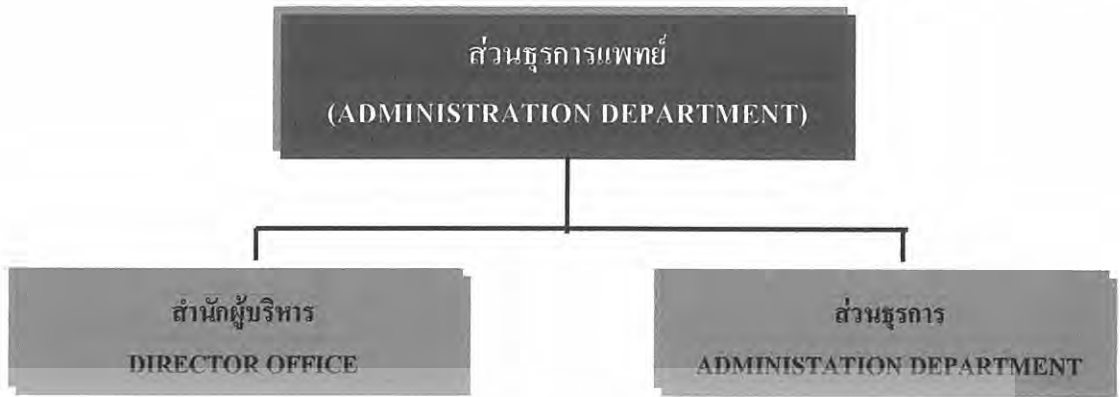 ส่วนธุรการแพทย์
(ADMINISTRATION DEPARTMENT)
สำนักผู้บริหาร
DIRECTOR OFFICE
ส่วนธุรการ
ADMINISTATION DEPARTMENT